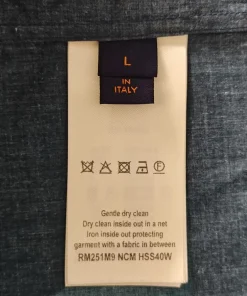 L
IN
ITALY
Gentle dry clean
Dry clean inside out in a net
Iron inside out protecting
garment with a fabric in between
RM251M9 NCM HSS40W